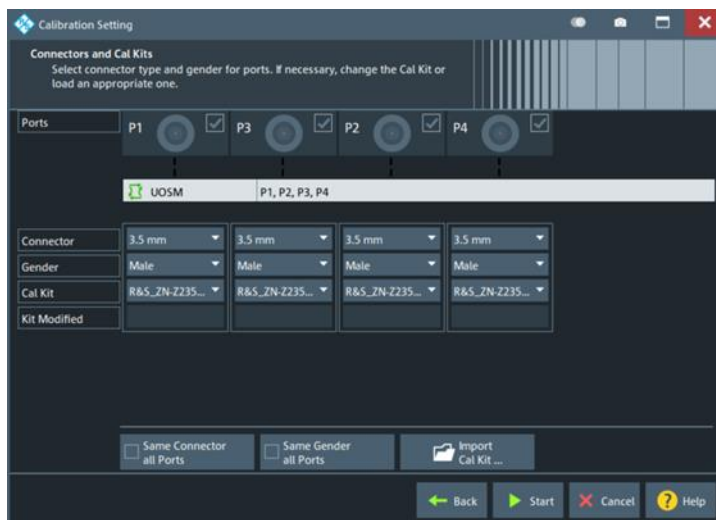 Calibration Setting
Connectors and Cal Kits
Select connector type and gender for ports. If necessary, change the Cal Kit or
load an appropriate one.
Ports P1 P3 P2 P4
UOSM P1, P2, P3, P4
Connector 3.5 mm 3.5 mm 3.5 mm 3.5 mm
Gender Male Male Male Male
Cal Kit R&S_ZN-Z235... R&S_ZN-Z235... R&S_ZN-Z235... R&S_ZN-Z235...
Kit Modified
Same Connector
all Ports
Same Gender
all Ports
Import
Cal Kit ...
Back Start Cancel ? Help